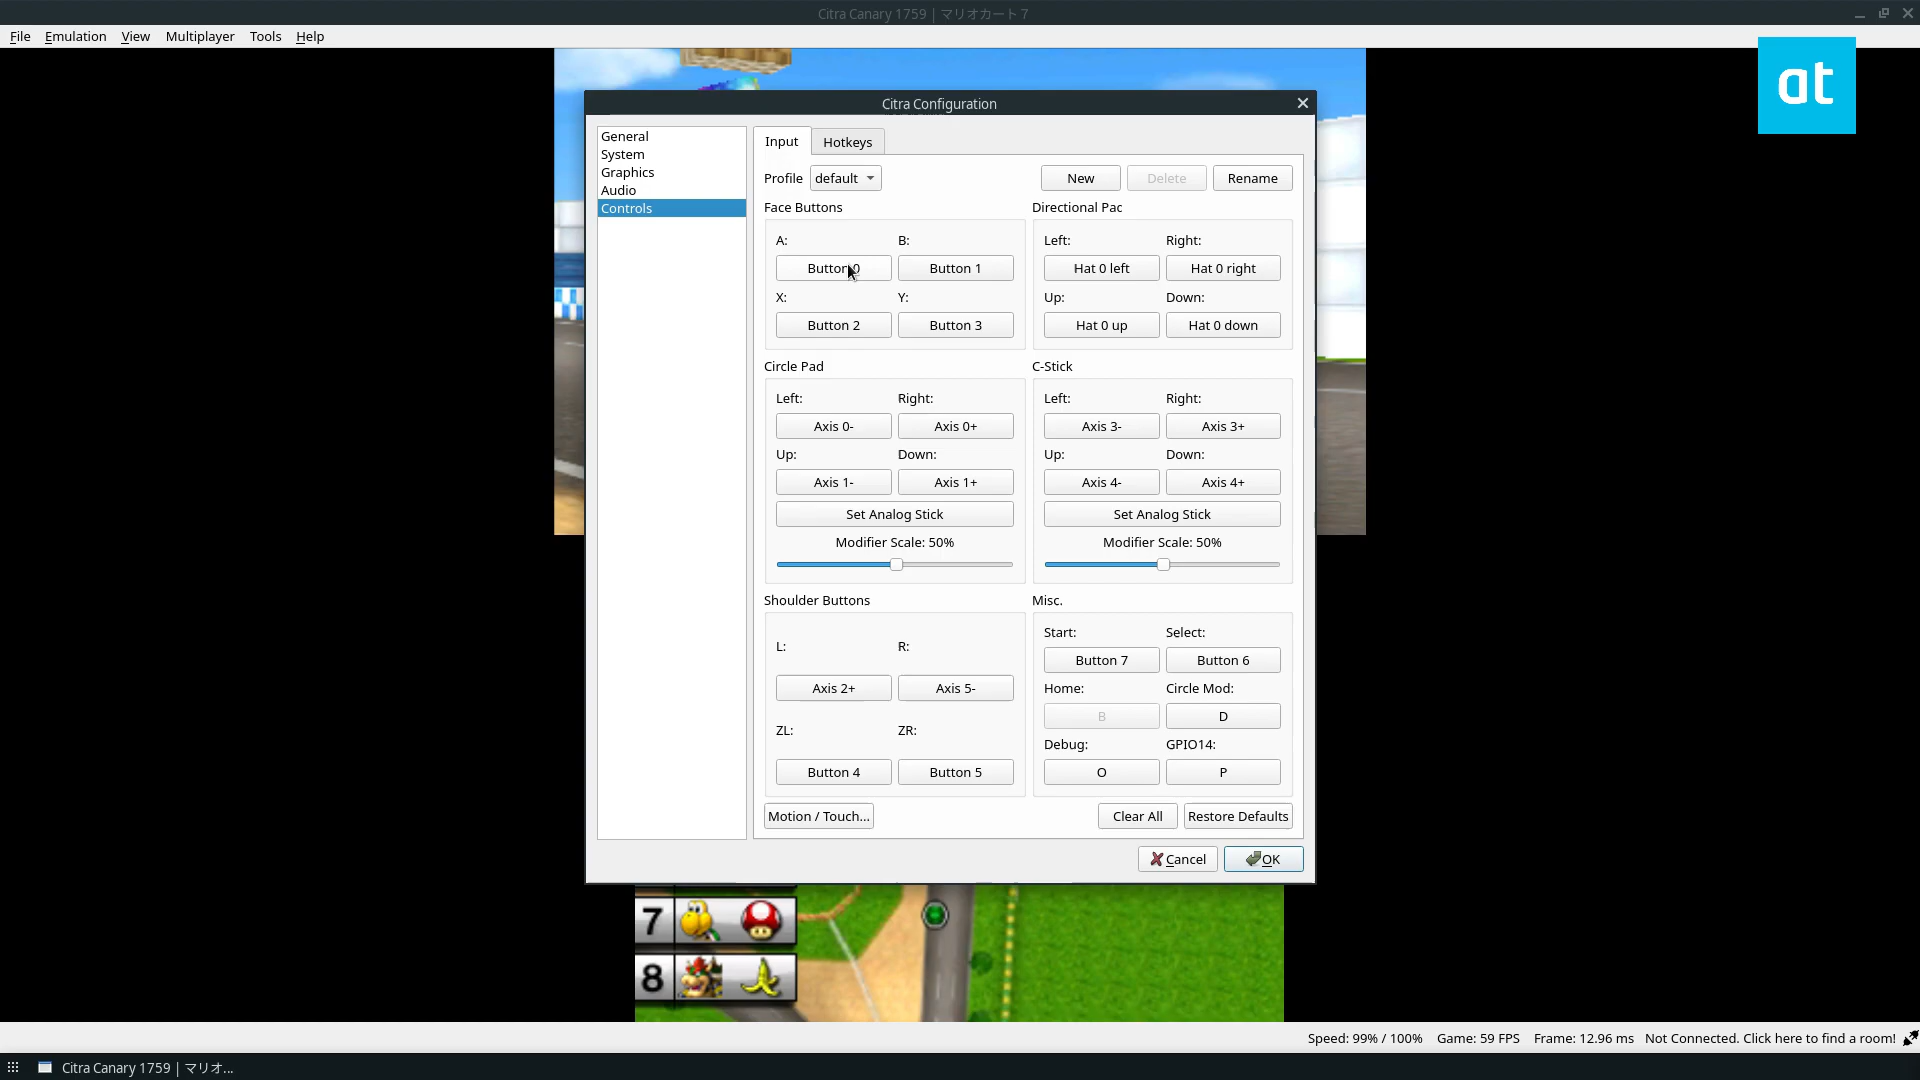 Citra Canary 1759 | マリオカート7
File Emulation View Multiplayer Tools Help
at
Citra Configuration
General
System
Graphics
Audio
Controls
Input Hotkeys
Profile default New Delete Rename
Face Buttons Directional Pac
A: B: Left: Right:
Button 0 Button 1 Hat 0 left Hat 0 right
X: Y: Up: Down:
Button 2 Button 3 Hat 0 up Hat 0 down
Circle Pad C-Stick
Left: Right: Left: Right:
Axis 0- Axis 0+ Axis 3- Axis 3+
Up: Down: Up: Down:
Axis 1- Axis 1+ Axis 4- Axis 4+
Set Analog Stick Set Analog Stick
Modifier Scale: 50% Modifier Scale: 50%
Shoulder Buttons Misc.
Start: Select:
L: R:
Button 7 Button 6
Axis 2+ Axis 5- Home: Circle Mod:
B D
ZL: ZR:
Debug: GPIO14:
Button 4 Button 5 O P
Motion / Touch... Clear All Restore Defaults
Cancel OK
7
8
Speed: 99% / 100% Game: 59 FPS Frame: 12.96 ms Not Connected. Click here to find a room!
Citra Canary 1759 | マリオ...